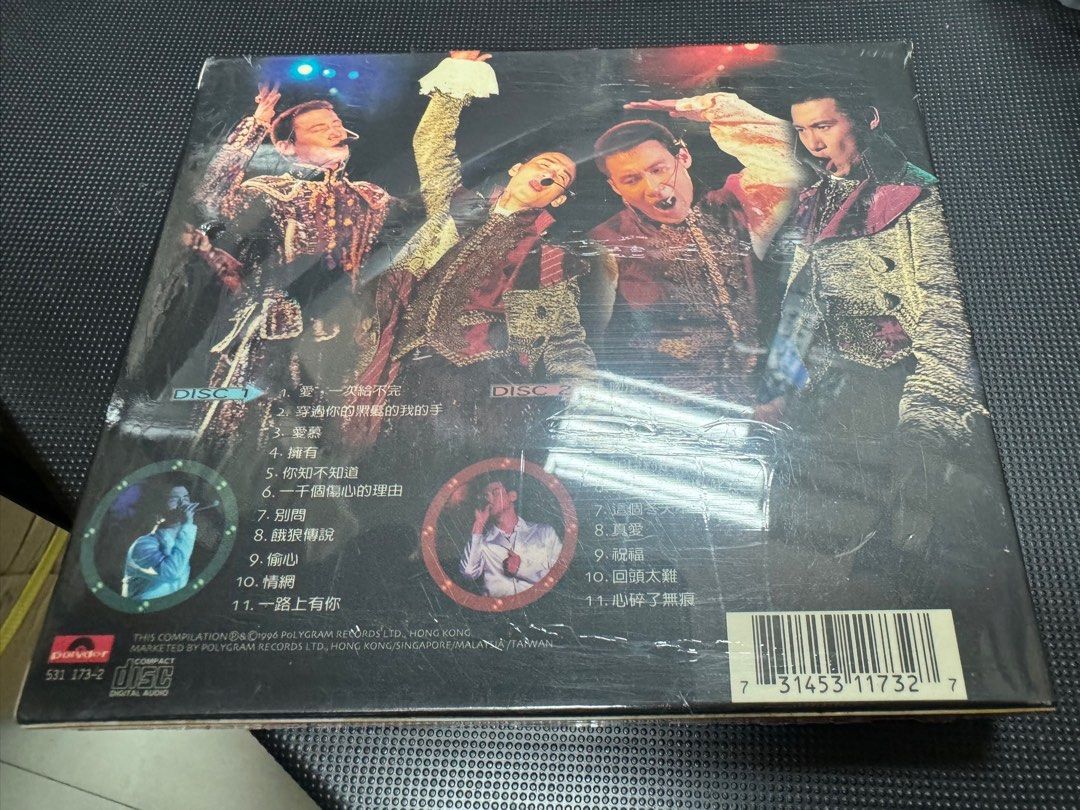 DISC 1
1. 愛,一次給不完
2. 穿過你的黑髮的我的手
3. 愛慕
4. 擁有
5. 你知不知道
6. 一千個傷心的理由
7. 別問
8. 餓狼傳說
9. 偷心
10. 情網
11. 一路上有你
DISC 2
7. 這個冬天
8. 真愛
9. 祝福
10. 回頭太難
11. 心碎了無痕
THIS COMPILATION ℗&©1996 POLYGRAM RECORDS LTD., HONG KONG
MARKETED BY POLYGRAM RECORDS LTD., HONG KONG/SINGAPORE/MALAYSIA/TAIWAN
polydor
531 173-2
COMPACT
disc
DIGITAL AUDIO
7 31453 11732 7